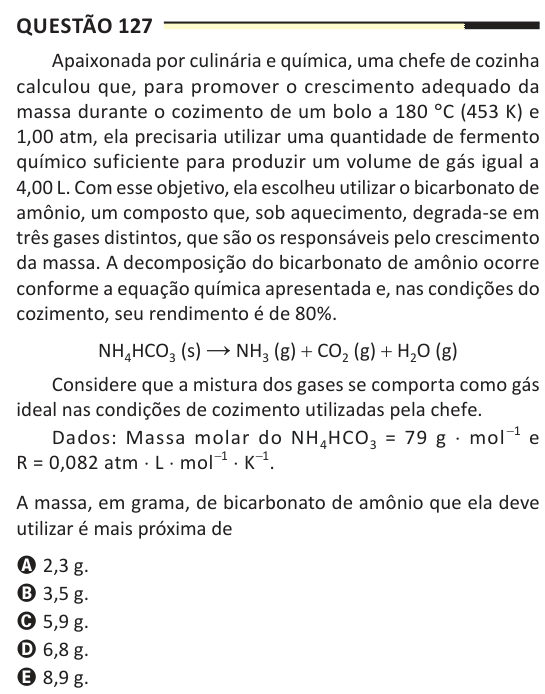 QUESTÃO 127
Apaixonada por culinária e química, uma chefe de cozinha
calculou que, para promover o crescimento adequado da
massa durante o cozimento de um bolo a 180 °C (453 K) e
1,00 atm, ela precisaria utilizar uma quantidade de fermento
químico suficiente para produzir um volume de gás igual a
4,00 L. Com esse objetivo, ela escolheu utilizar o bicarbonato de
amônio, um composto que, sob aquecimento, degrada-se em
três gases distintos, que são os responsáveis pelo crescimento
da massa. A decomposição do bicarbonato de amônio ocorre
conforme a equação química apresentada e, nas condições do
cozimento, seu rendimento é de 80%.
NH₄HCO₃ (s) ⟶ NH₃ (g) + CO₂ (g) + H₂O (g)
Considere que a mistura dos gases se comporta como gás
ideal nas condições de cozimento utilizadas pela chefe.
Dados: Massa molar do NH₄HCO₃ = 79 g · mol⁻¹ e
R = 0,082 atm · L · mol⁻¹ · K⁻¹.
A massa, em grama, de bicarbonato de amônio que ela deve
utilizar é mais próxima de
A 2,3 g.
B 3,5 g.
C 5,9 g.
D 6,8 g.
E 8,9 g.